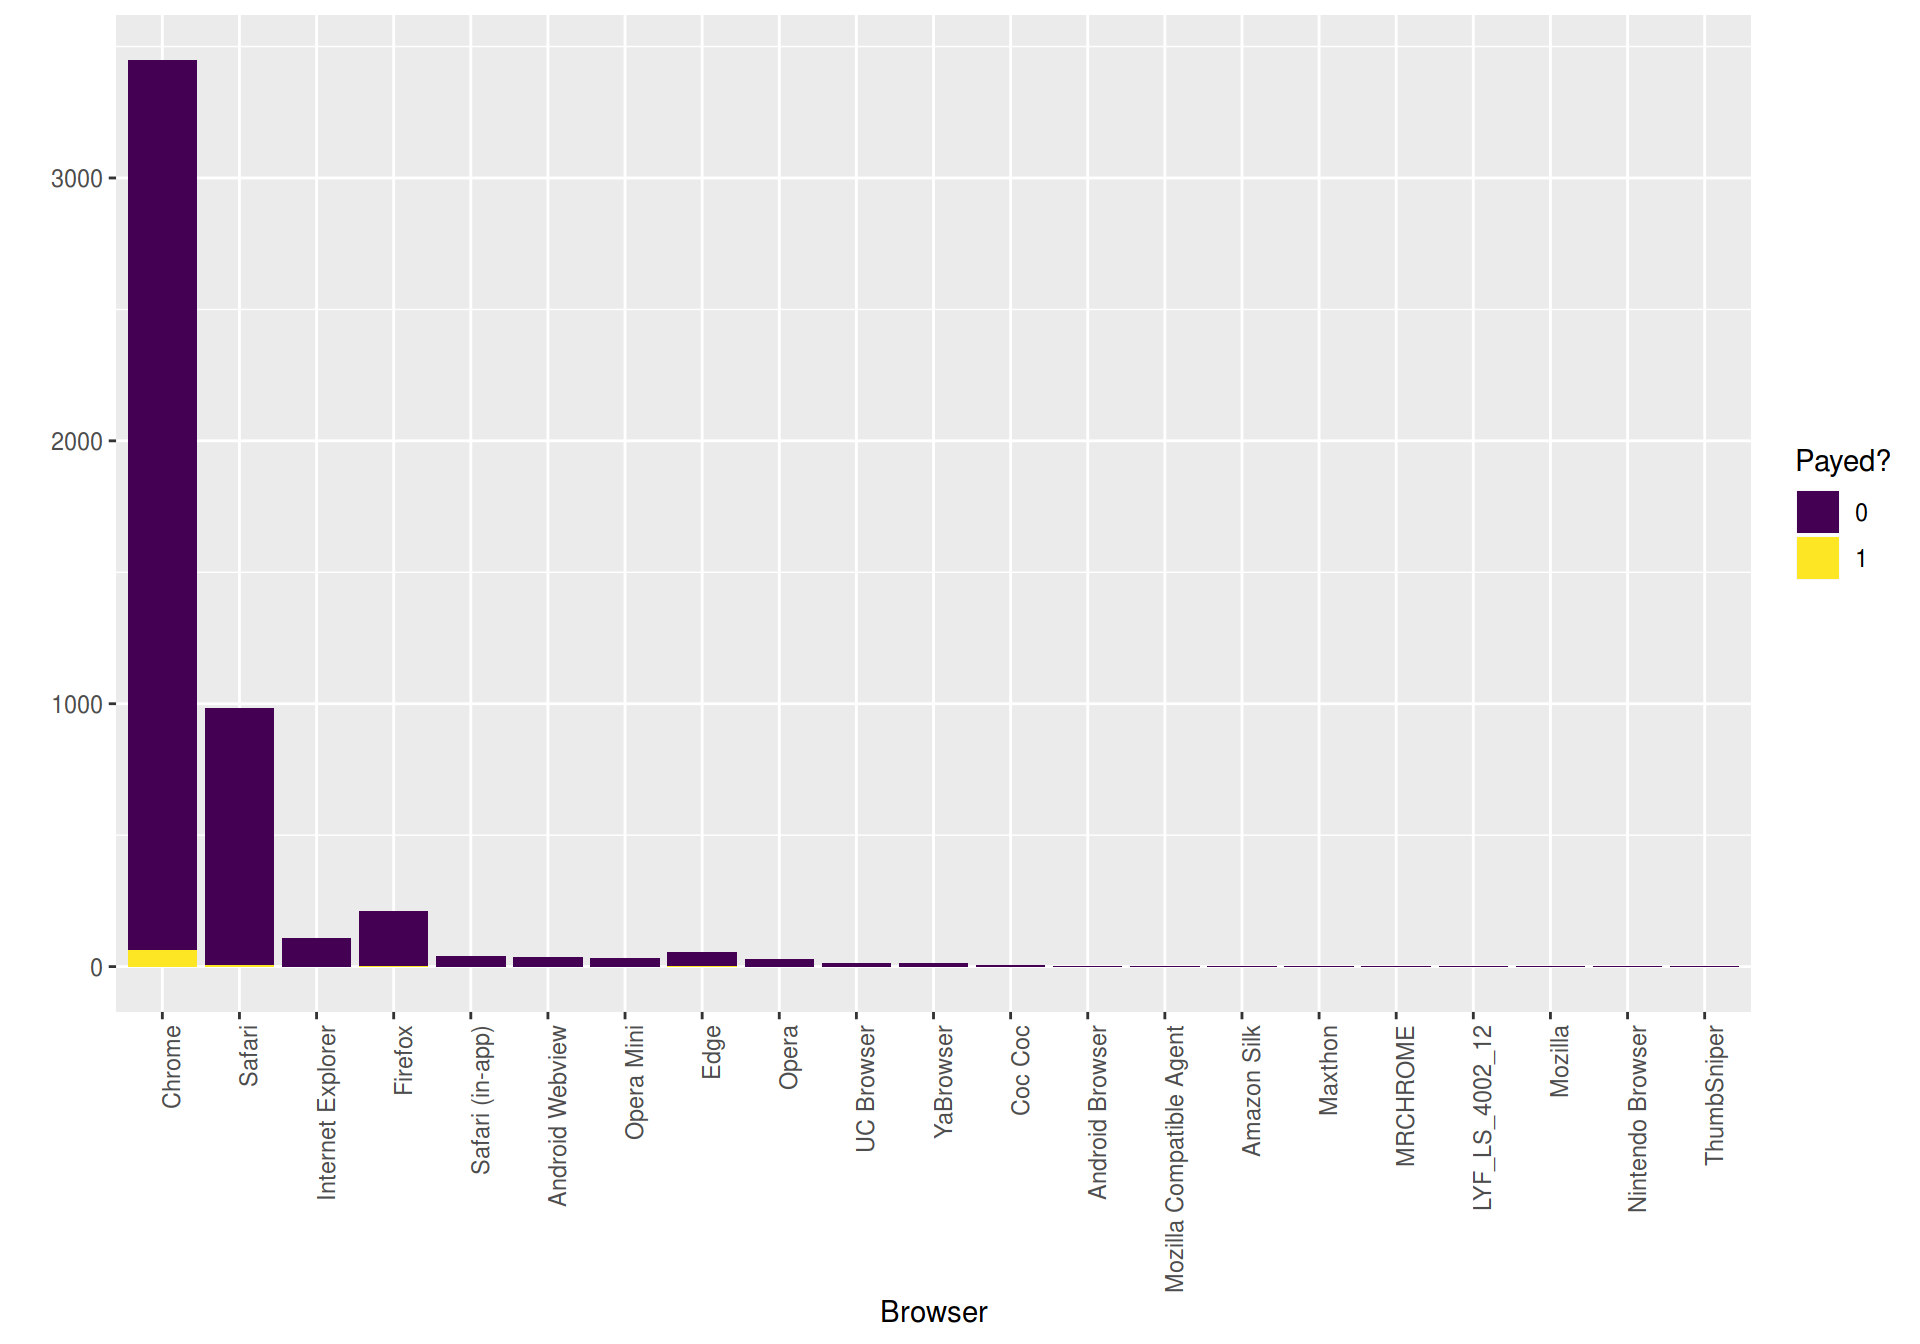 3000
2000
1000
0
Chrome
Safari
Internet Explorer
Firefox
Safari (in-app)
Android Webview
Opera Mini
Edge
Opera
UC Browser
YaBrowser
Coc Coc
Android Browser
Mozilla Compatible Agent
Amazon Silk
Maxthon
MRCHROME
LYF_LS_4002_12
Mozilla
Nintendo Browser
ThumbSniper
Browser
Payed?
0
1